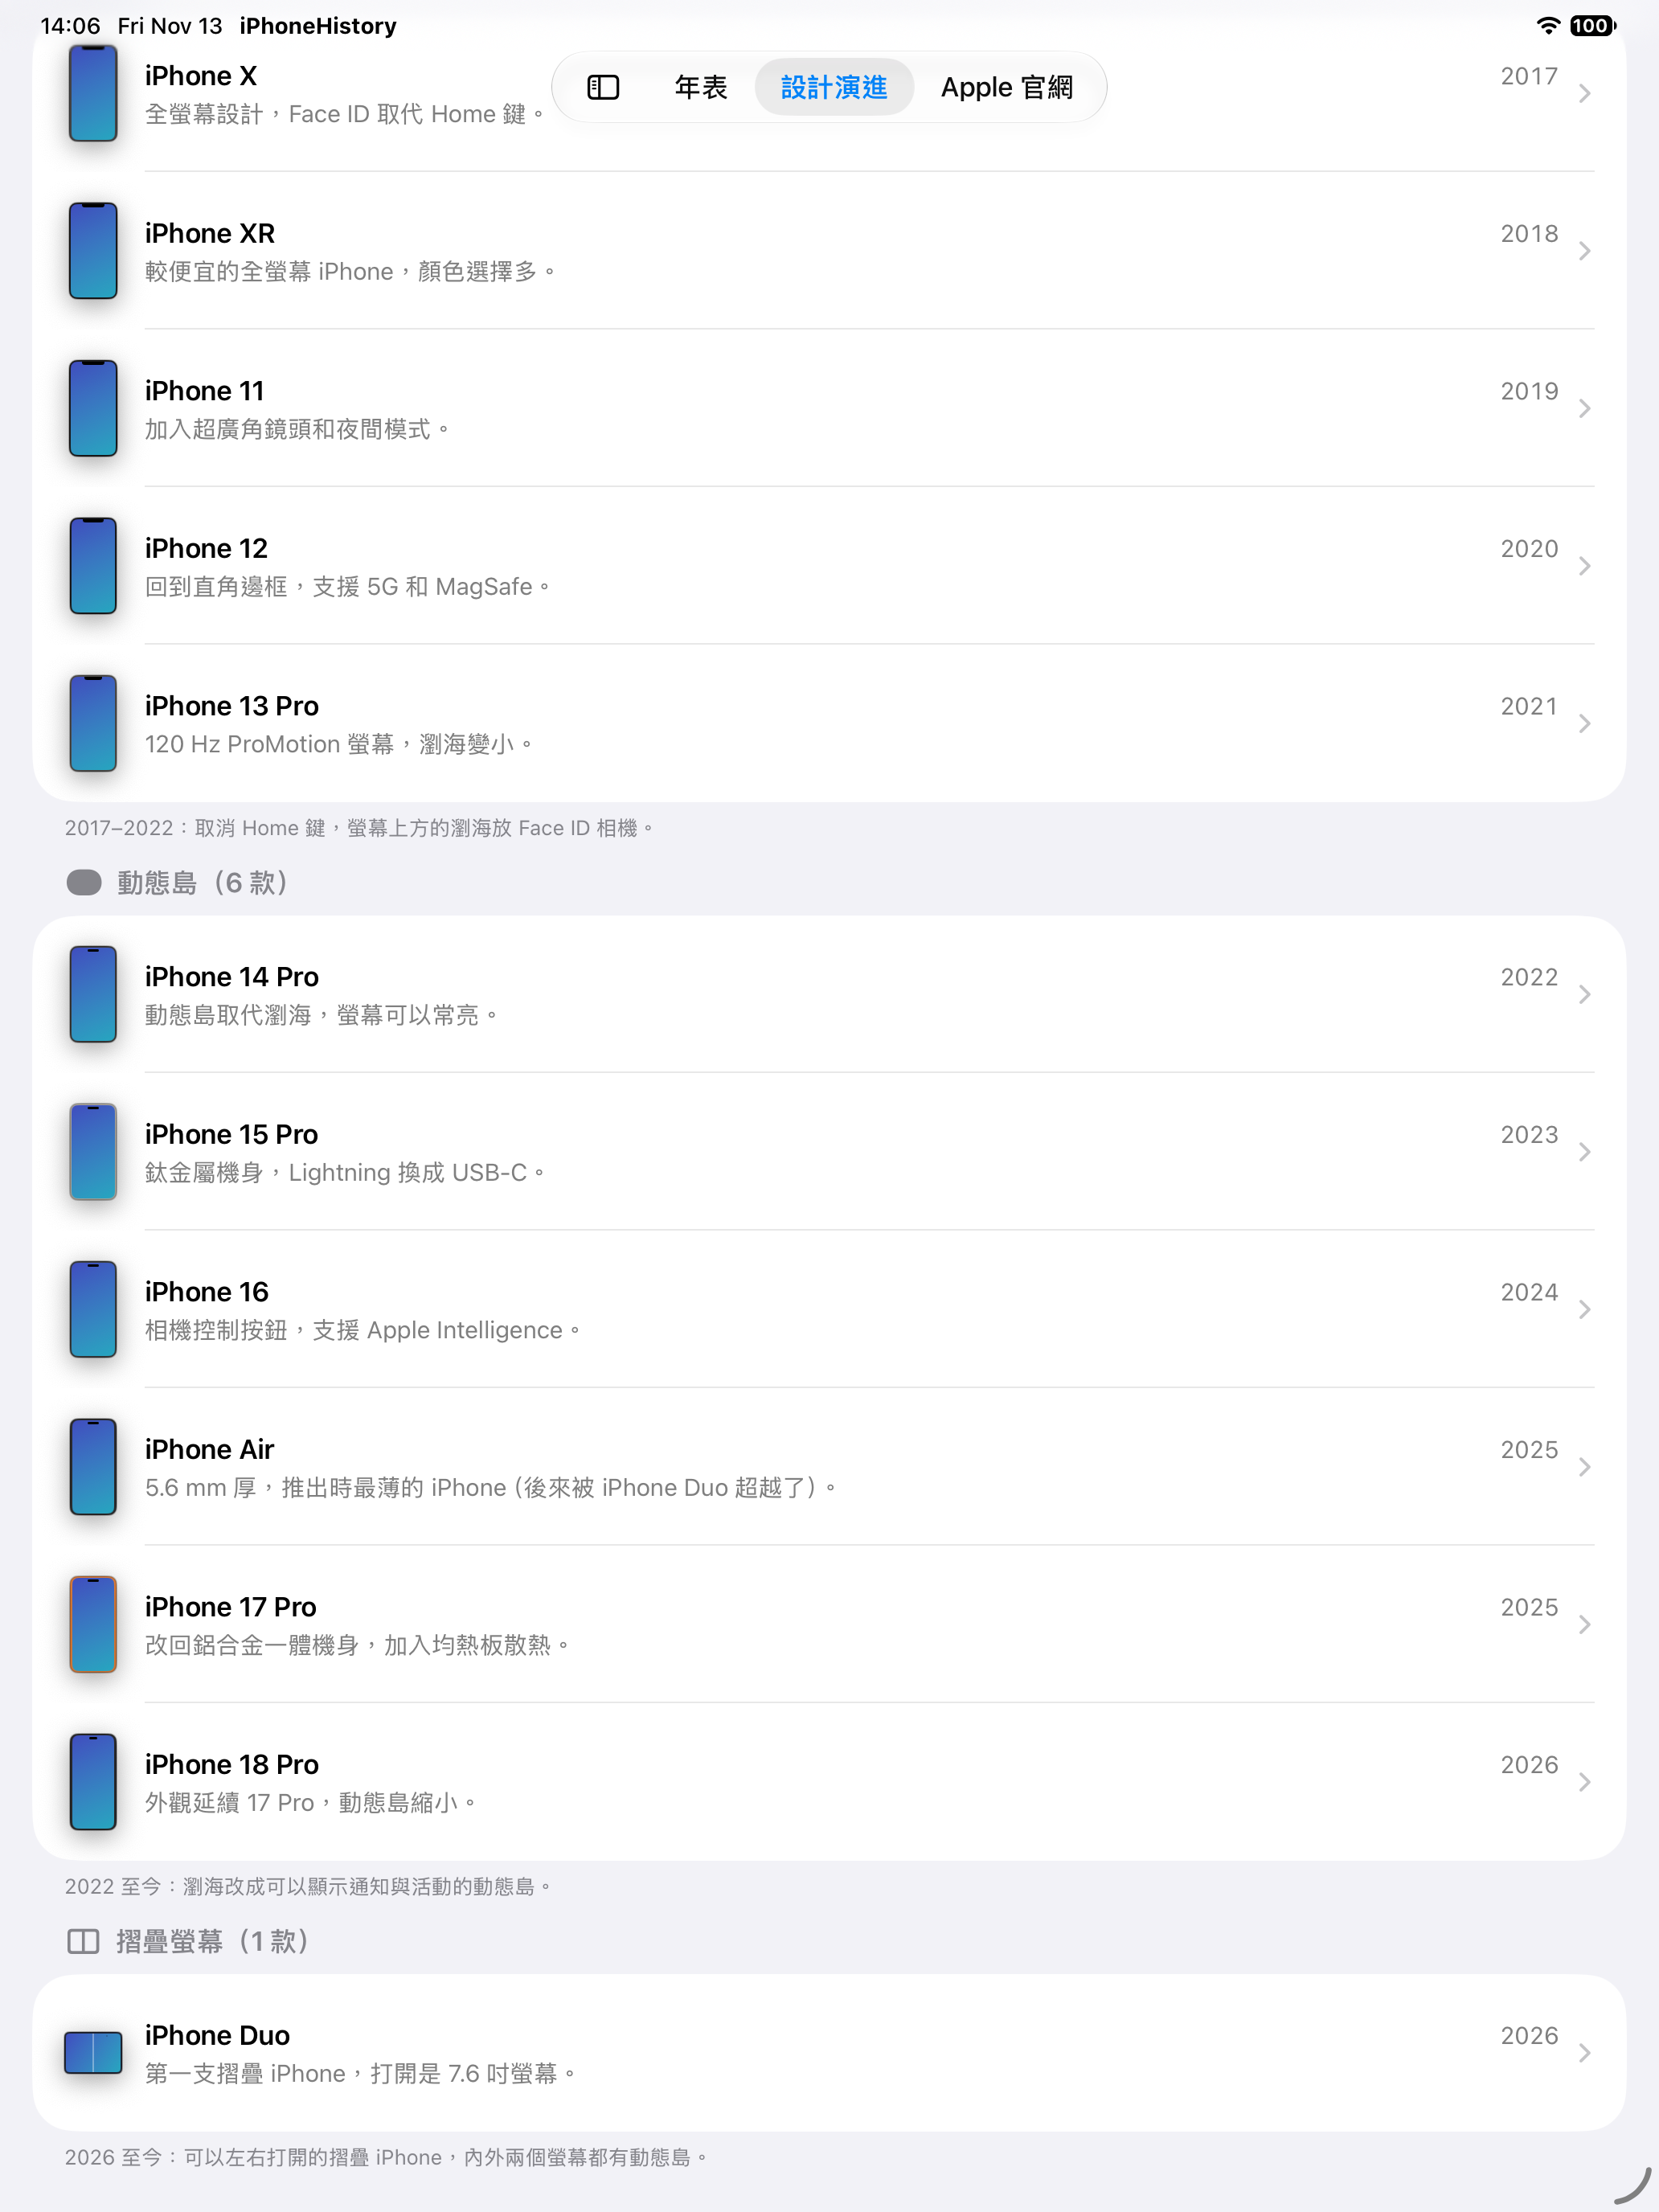 14:06 Fri Nov 13 iPhoneHistory 100
年表 設計演進 Apple 官網
iPhone X 2017
全螢幕設計，Face ID 取代 Home 鍵。
iPhone XR 2018
較便宜的全螢幕 iPhone，顏色選擇多。
iPhone 11 2019
加入超廣角鏡頭和夜間模式。
iPhone 12 2020
回到直角邊框，支援 5G 和 MagSafe。
iPhone 13 Pro 2021
120 Hz ProMotion 螢幕，瀏海變小。
2017–2022：取消 Home 鍵，螢幕上方的瀏海放 Face ID 相機。
動態島（6 款）
iPhone 14 Pro 2022
動態島取代瀏海，螢幕可以常亮。
iPhone 15 Pro 2023
鈦金屬機身，Lightning 換成 USB-C。
iPhone 16 2024
相機控制按鈕，支援 Apple Intelligence。
iPhone Air 2025
5.6 mm 厚，推出時最薄的 iPhone（後來被 iPhone Duo 超越了）。
iPhone 17 Pro 2025
改回鋁合金一體機身，加入均熱板散熱。
iPhone 18 Pro 2026
外觀延續 17 Pro，動態島縮小。
2022 至今：瀏海改成可以顯示通知與活動的動態島。
摺疊螢幕（1 款）
iPhone Duo 2026
第一支摺疊 iPhone，打開是 7.6 吋螢幕。
2026 至今：可以左右打開的摺疊 iPhone，內外兩個螢幕都有動態島。